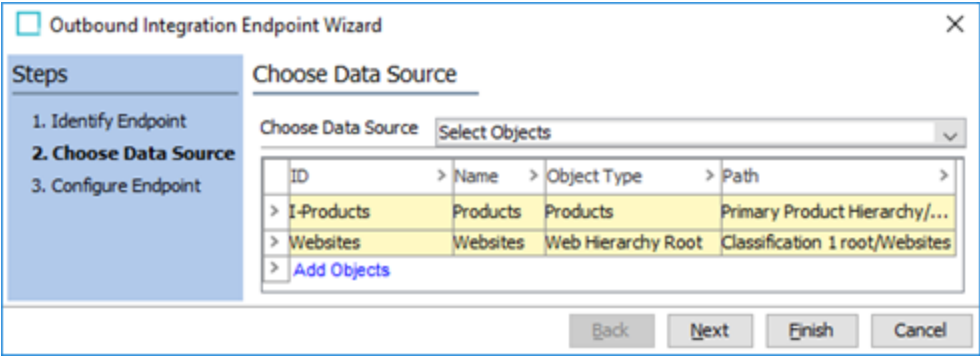 Outbound Integration Endpoint Wizard
Steps
1. Identify Endpoint
2. Choose Data Source
3. Configure Endpoint
Choose Data Source
Choose Data Source Select Objects
ID > Name > Object Type > Path >
> I-Products Products Products Primary Product Hierarchy/...
> Websites Websites Web Hierarchy Root Classification 1 root/Websites
> Add Objects
Back Next Finish Cancel